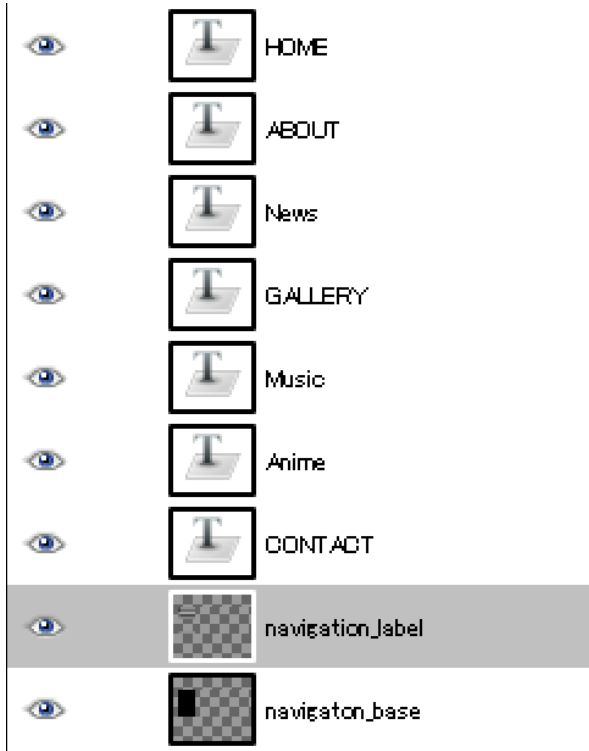 HOME
ABOUT
News
GALLERY
Music
Anime
CONTACT
navigation_label
navigaton_base